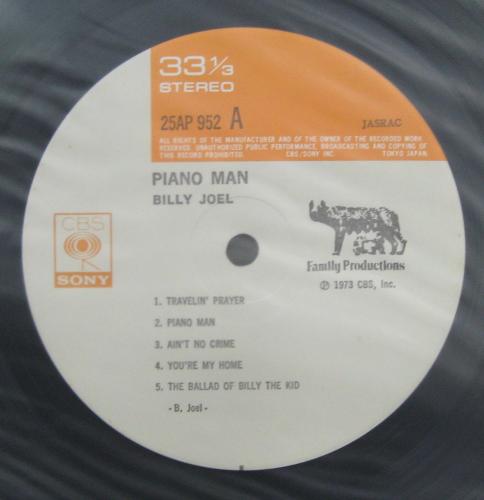 33 1/3
STEREO
25AP 952 A
JASRAC
ALL RIGHTS OF THE MANUFACTURER AND OF THE OWNER OF THE RECORDED WORK
RESERVED. UNAUTHORIZED PUBLIC PERFORMANCE, BROADCASTING AND COPYING OF
THIS RECORD PROHIBITED. CBS/SONY INC. TOKYO JAPAN.
PIANO MAN
BILLY JOEL
CBS
SONY
Family Productions
℗ 1973 CBS, Inc.
1. TRAVELIN' PRAYER
2. PIANO MAN
3. AIN'T NO CRIME
4. YOU'RE MY HOME
5. THE BALLAD OF BILLY THE KID
- B. Joel -